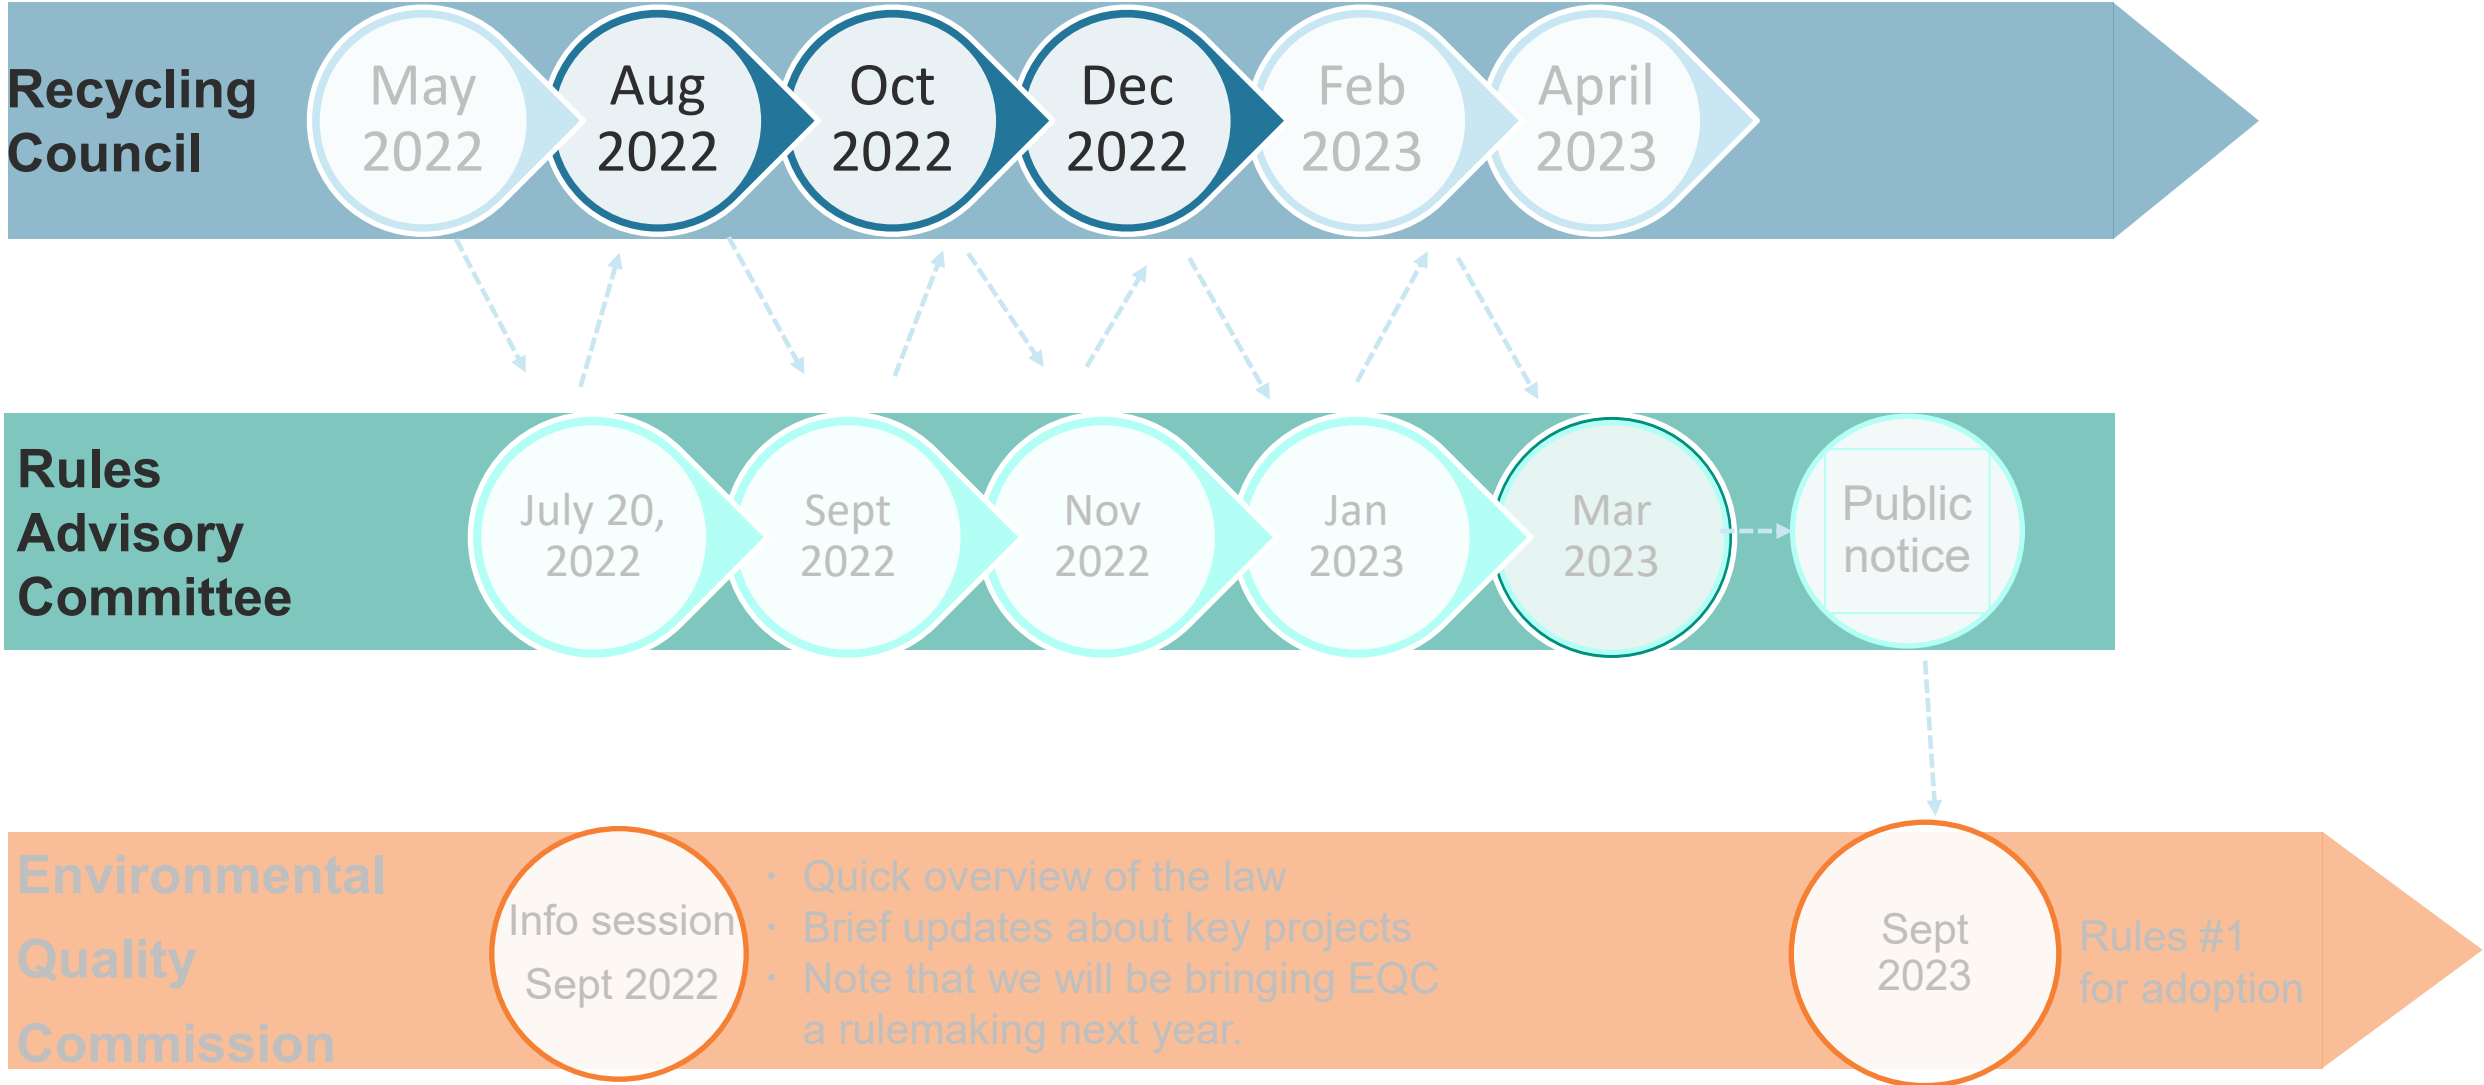 Recycling
Council
May
2022
Aug
2022
Oct
2022
Dec
2022
Feb
2023
April
2023
Rules
Advisory
Committee
July 20,
2022
Sept
2022
Nov
2022
Jan
2023
Mar
2023
Public
notice
Environmental
Quality
Commission
Info session
Sept 2022
· Quick overview of the law
· Brief updates about key projects
· Note that we will be bringing EQC
a rulemaking next year.
Sept
2023
Rules #1
for adoption